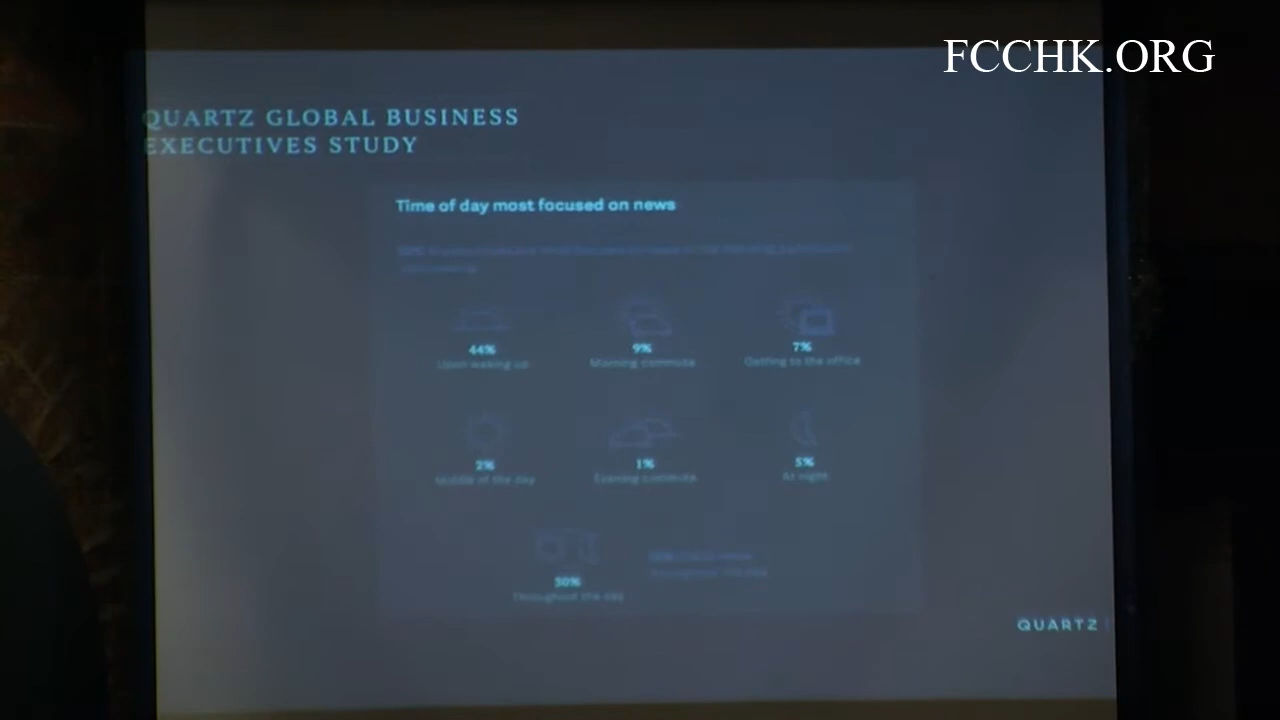 FCCHK.ORG
QUARTZ GLOBAL BUSINESS
EXECUTIVES STUDY
Time of day most focused on news
44% 9% 7%
Upon waking up Morning commute Getting to the office
2% 1% 5%
Middle of the day Evening commute At night
30%
Throughout the day
QUARTZ